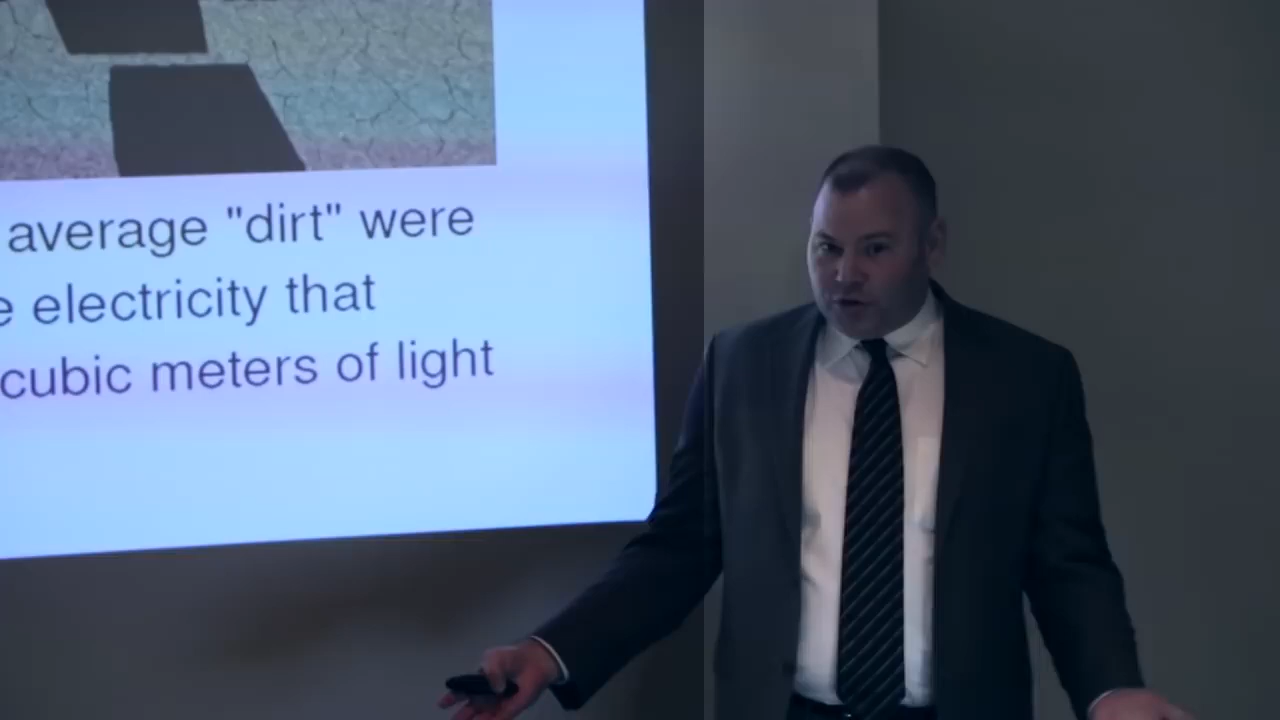 average "dirt" were
electricity that
cubic meters of light